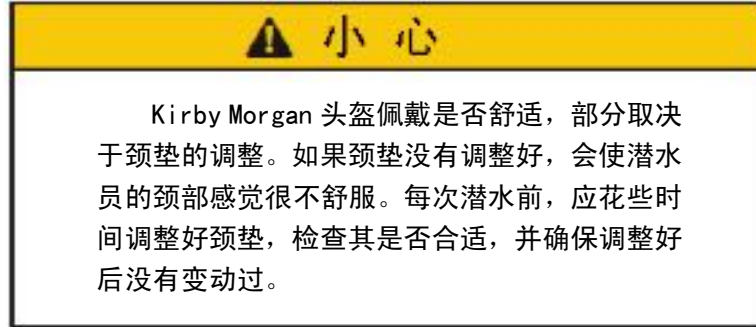 小心
Kirby Morgan 头盔佩戴是否舒适，部分取决
于颈垫的调整。如果颈垫没有调整好，会使潜水
员的颈部感觉很不舒服。每次潜水前，应花些时
间调整好颈垫，检查其是否合适，并确保调整好
后没有变动过。